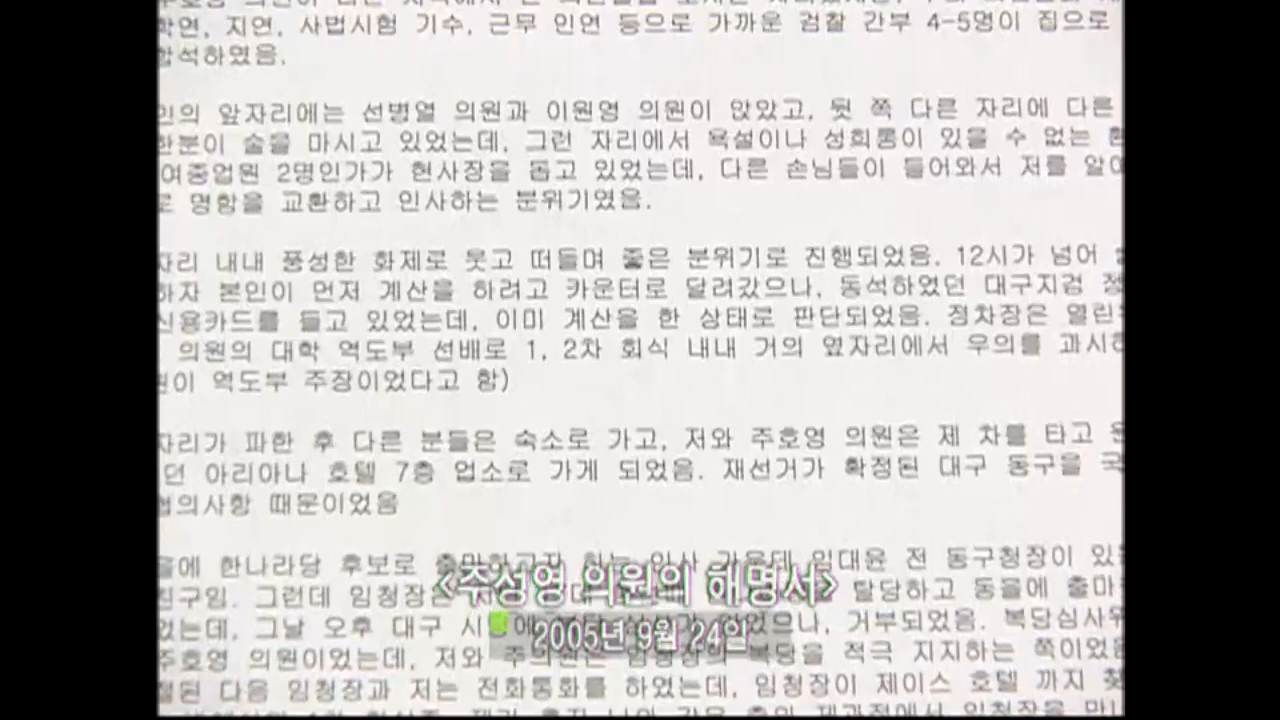 학연, 지연, 사법시험 기수, 근무 인연 등으로 가까운 검찰 간부 4-5명이 집으로
합석하였음.
인의 앞자리에는 선병열 의원과 이원영 의원이 앉았고, 뒷 쪽 다른 자리에 다른
한분이 술을 마시고 있었는데, 그런 자리에서 욕설이나 성희롱이 있을 수 없는
여종업원 2명인가가 현사장을 돕고 있었는데, 다른 손님들이 들어와서 저를 알아
로 명함을 교환하고 인사하는 분위기였음.
자리 내내 풍성한 화제로 웃고 떠들며 좋은 분위기로 진행되었음. 12시가 넘어
하자 본인이 먼저 계산을 하려고 카운터로 달려갔으나, 동석하였던 대구지검 정
신용카드를 들고 있었는데, 이미 계산을 한 상태로 판단되었음. 정차장은 열린
의원의 대학 역도부 선배로 1, 2차 회식 내내 거의 옆자리에서 우의를 과시하
원이 역도부 주장이었다고 함)
자리가 파한 후 다른 분들은 숙소로 가고, 저와 주호영 의원은 제 차를 타고
던 아리아나 호텔 7층 업소로 가게 되었음. 재선거가 확정된 대구 동구을 국
협의사항 때문이었음
을에 한나라당 후보로 출마하고자 하는 인사 가운데 임대윤 전 동구청장이 있
친구임. 그런데 임청장은 탈당하고 동을에 출마
<주성영 의원의 해명서>
었는데, 그날 오후 대구 시 었으나, 거부되었음. 복당심사위
2005년 9월 24일
주호영 의원이었는데, 저와 주의원은 임청장의 복당을 적극 지지하는 쪽이었음
결된 다음 임청장과 저는 전화통화를 하였는데, 임청장이 제이스 호텔 까지 찾